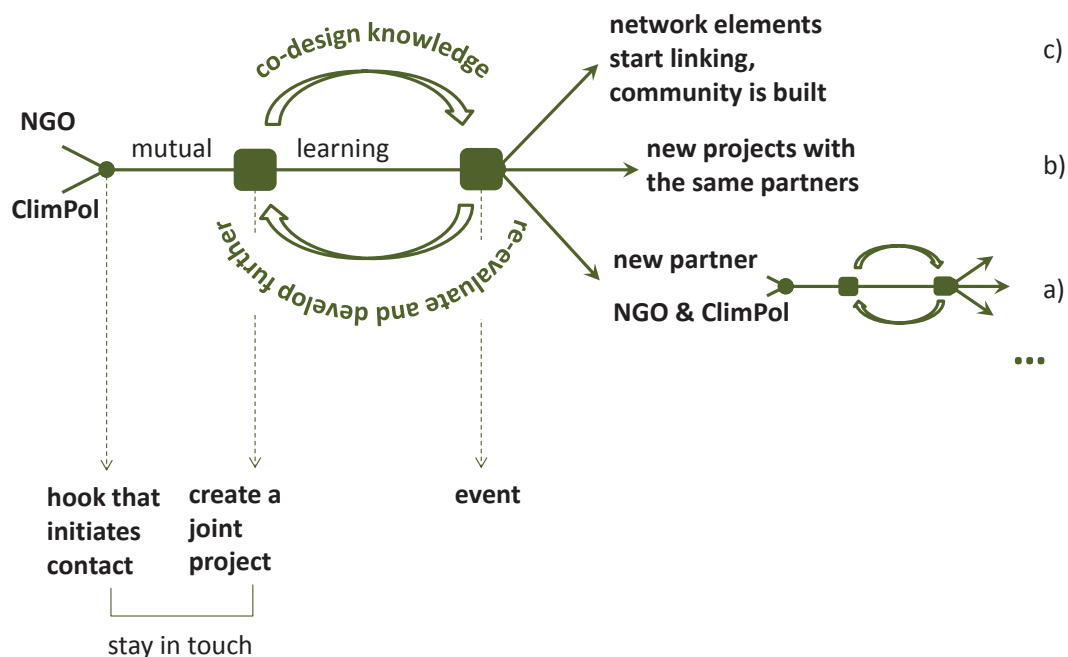 co-design knowledge
network elements
start linking,
community is built
c)
NGO
mutual
learning
new projects with
the same partners
b)
ClimPol
re-evaluate and develop further
new partner
NGO & ClimPol
a)
...
hook that
initiates
contact
create a
joint
project
event
stay in touch